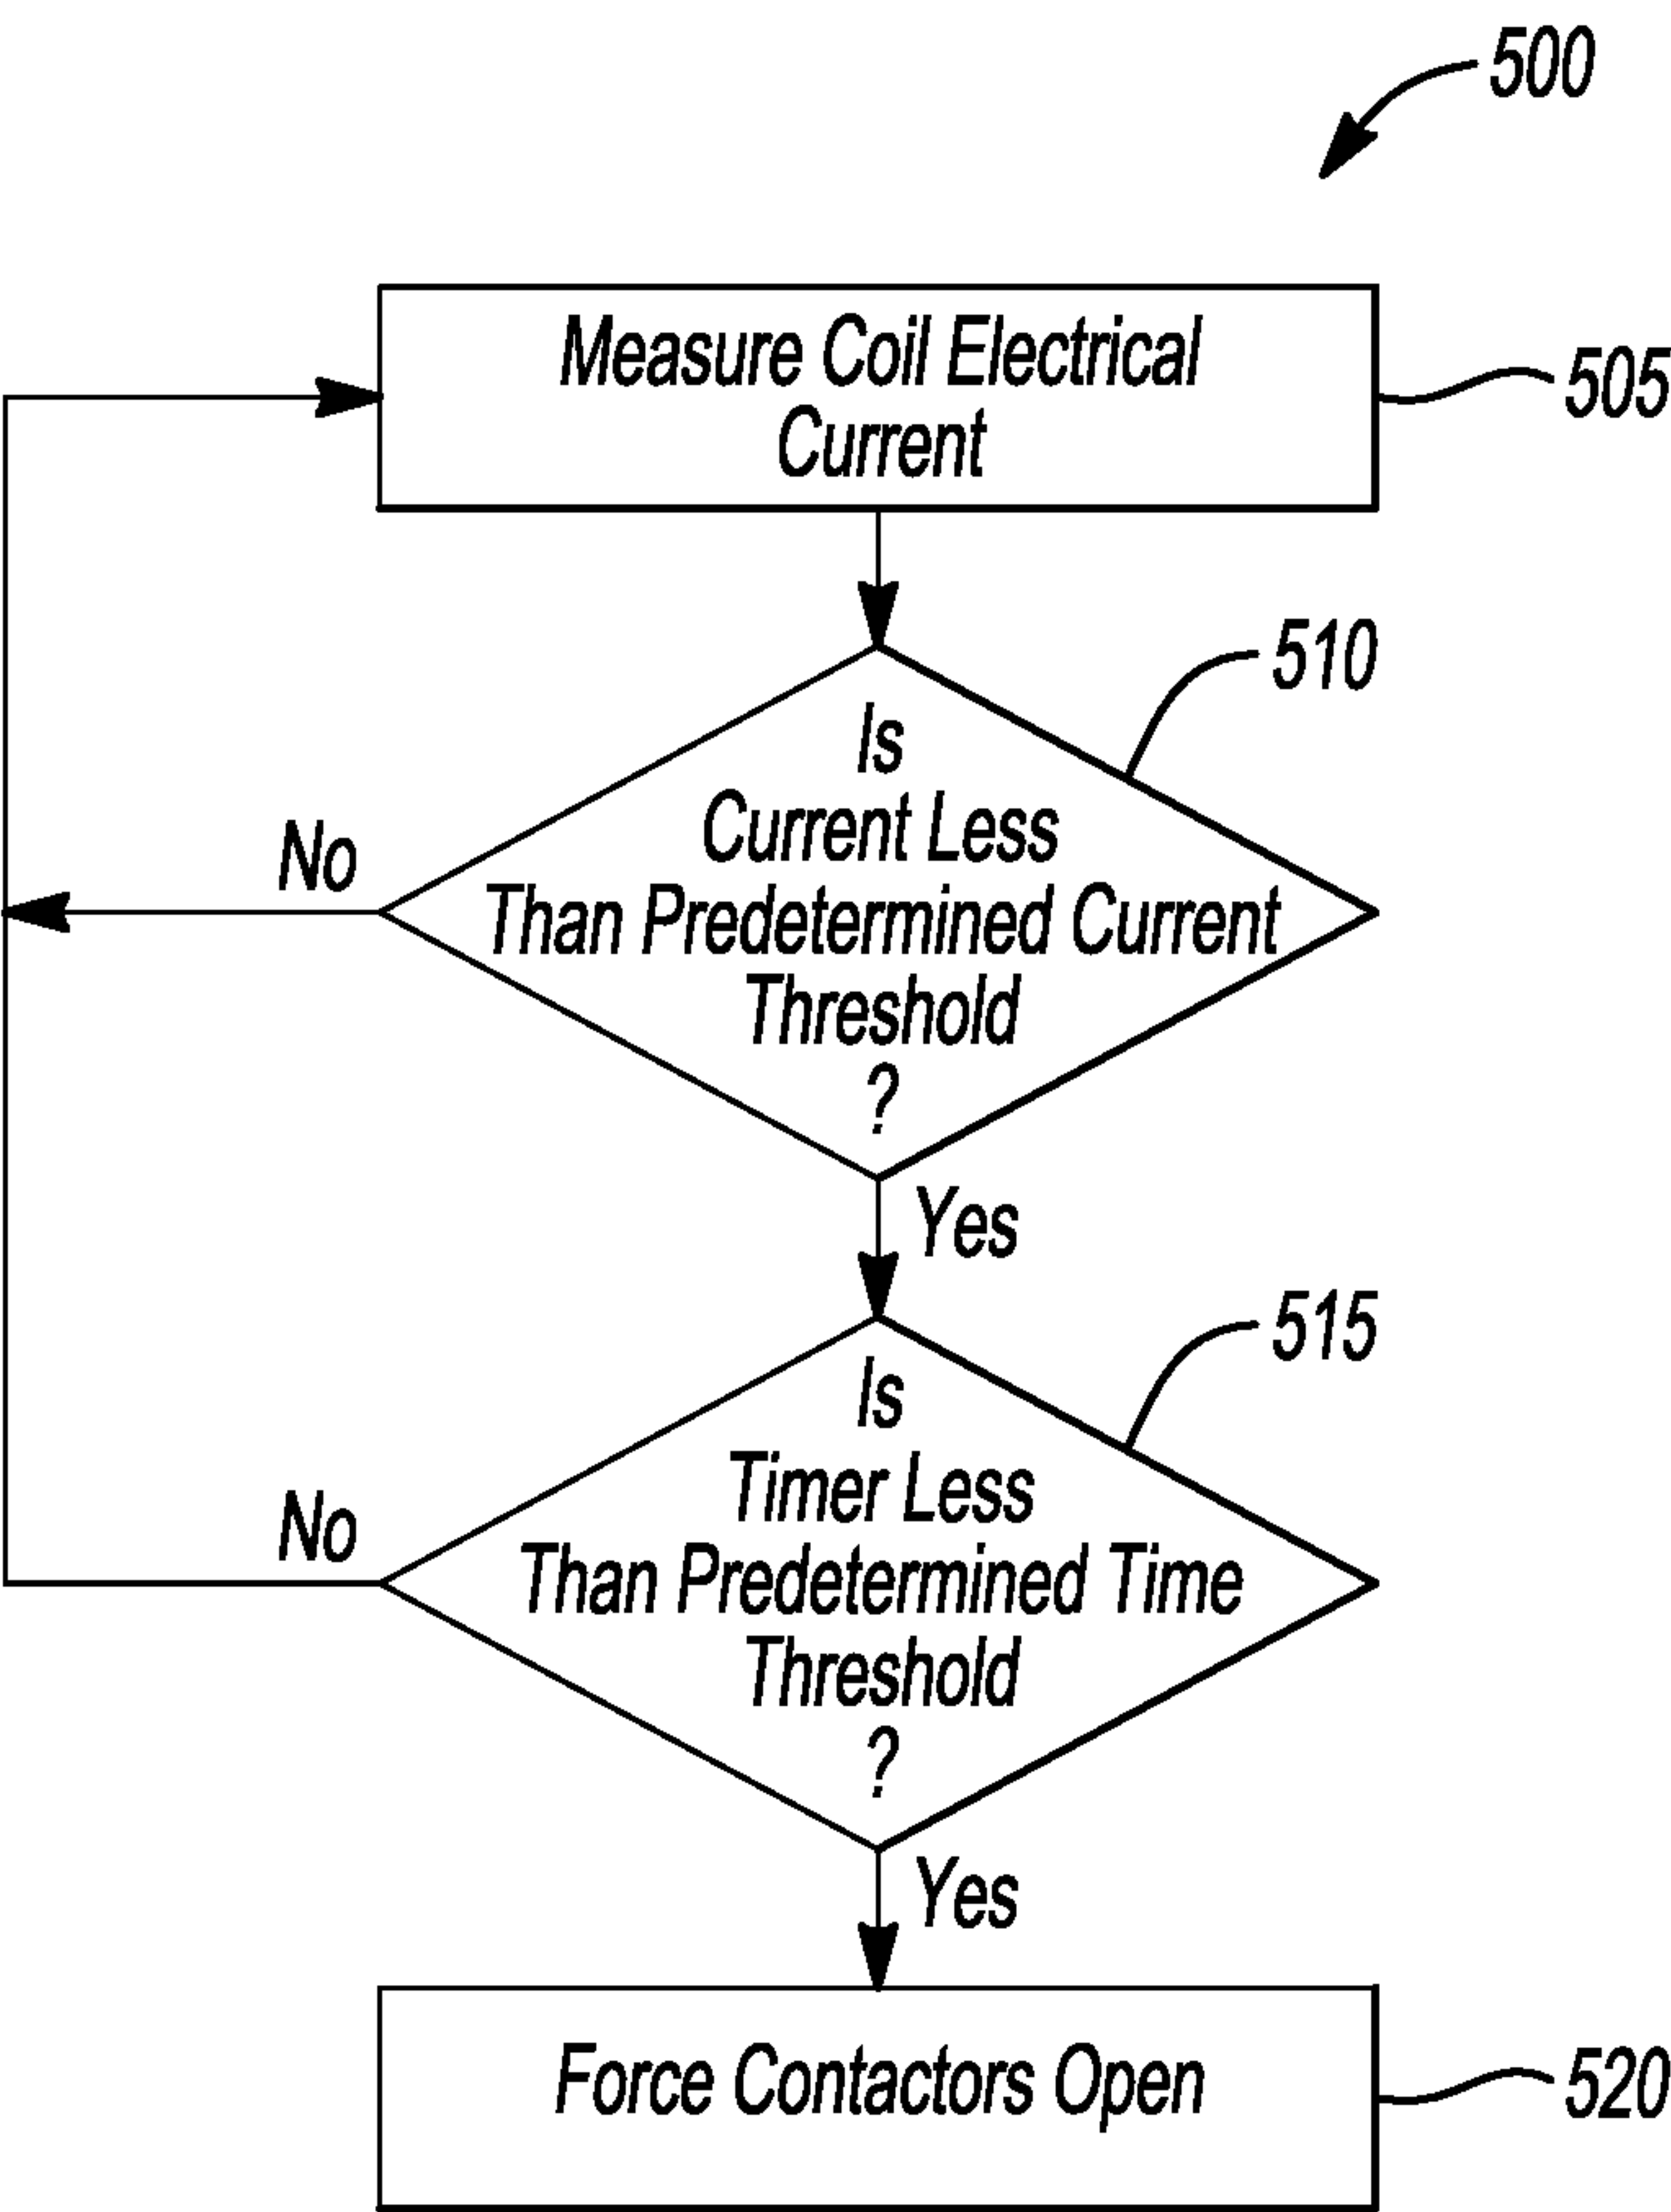 500
Measure Coil Electrical
Current
505
510
Is
Current Less
Than Predetermined Current
Threshold
?
No
Yes
515
Is
Timer Less
Than Predetermined Time
Threshold
?
No
Yes
Force Contactors Open
520